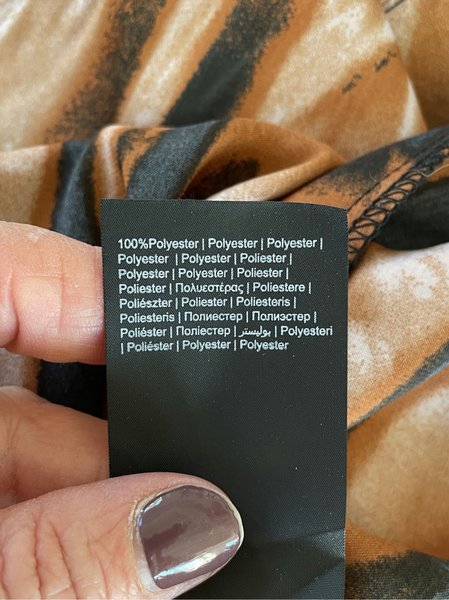 100%Polyester | Polyester | Polyester |
Polyester | Polyester | Poliester |
Polyester | Polyester | Poliester |
Poliester | Πολυεστέρας | Poliestere |
Poliészter | Poliester | Poliesteris |
Poliesteris | Полиестер | Полиэстер |
Poliéster | Поліестер | بوليستر | Polyesteri
| Poliéster | Polyester | Polyester